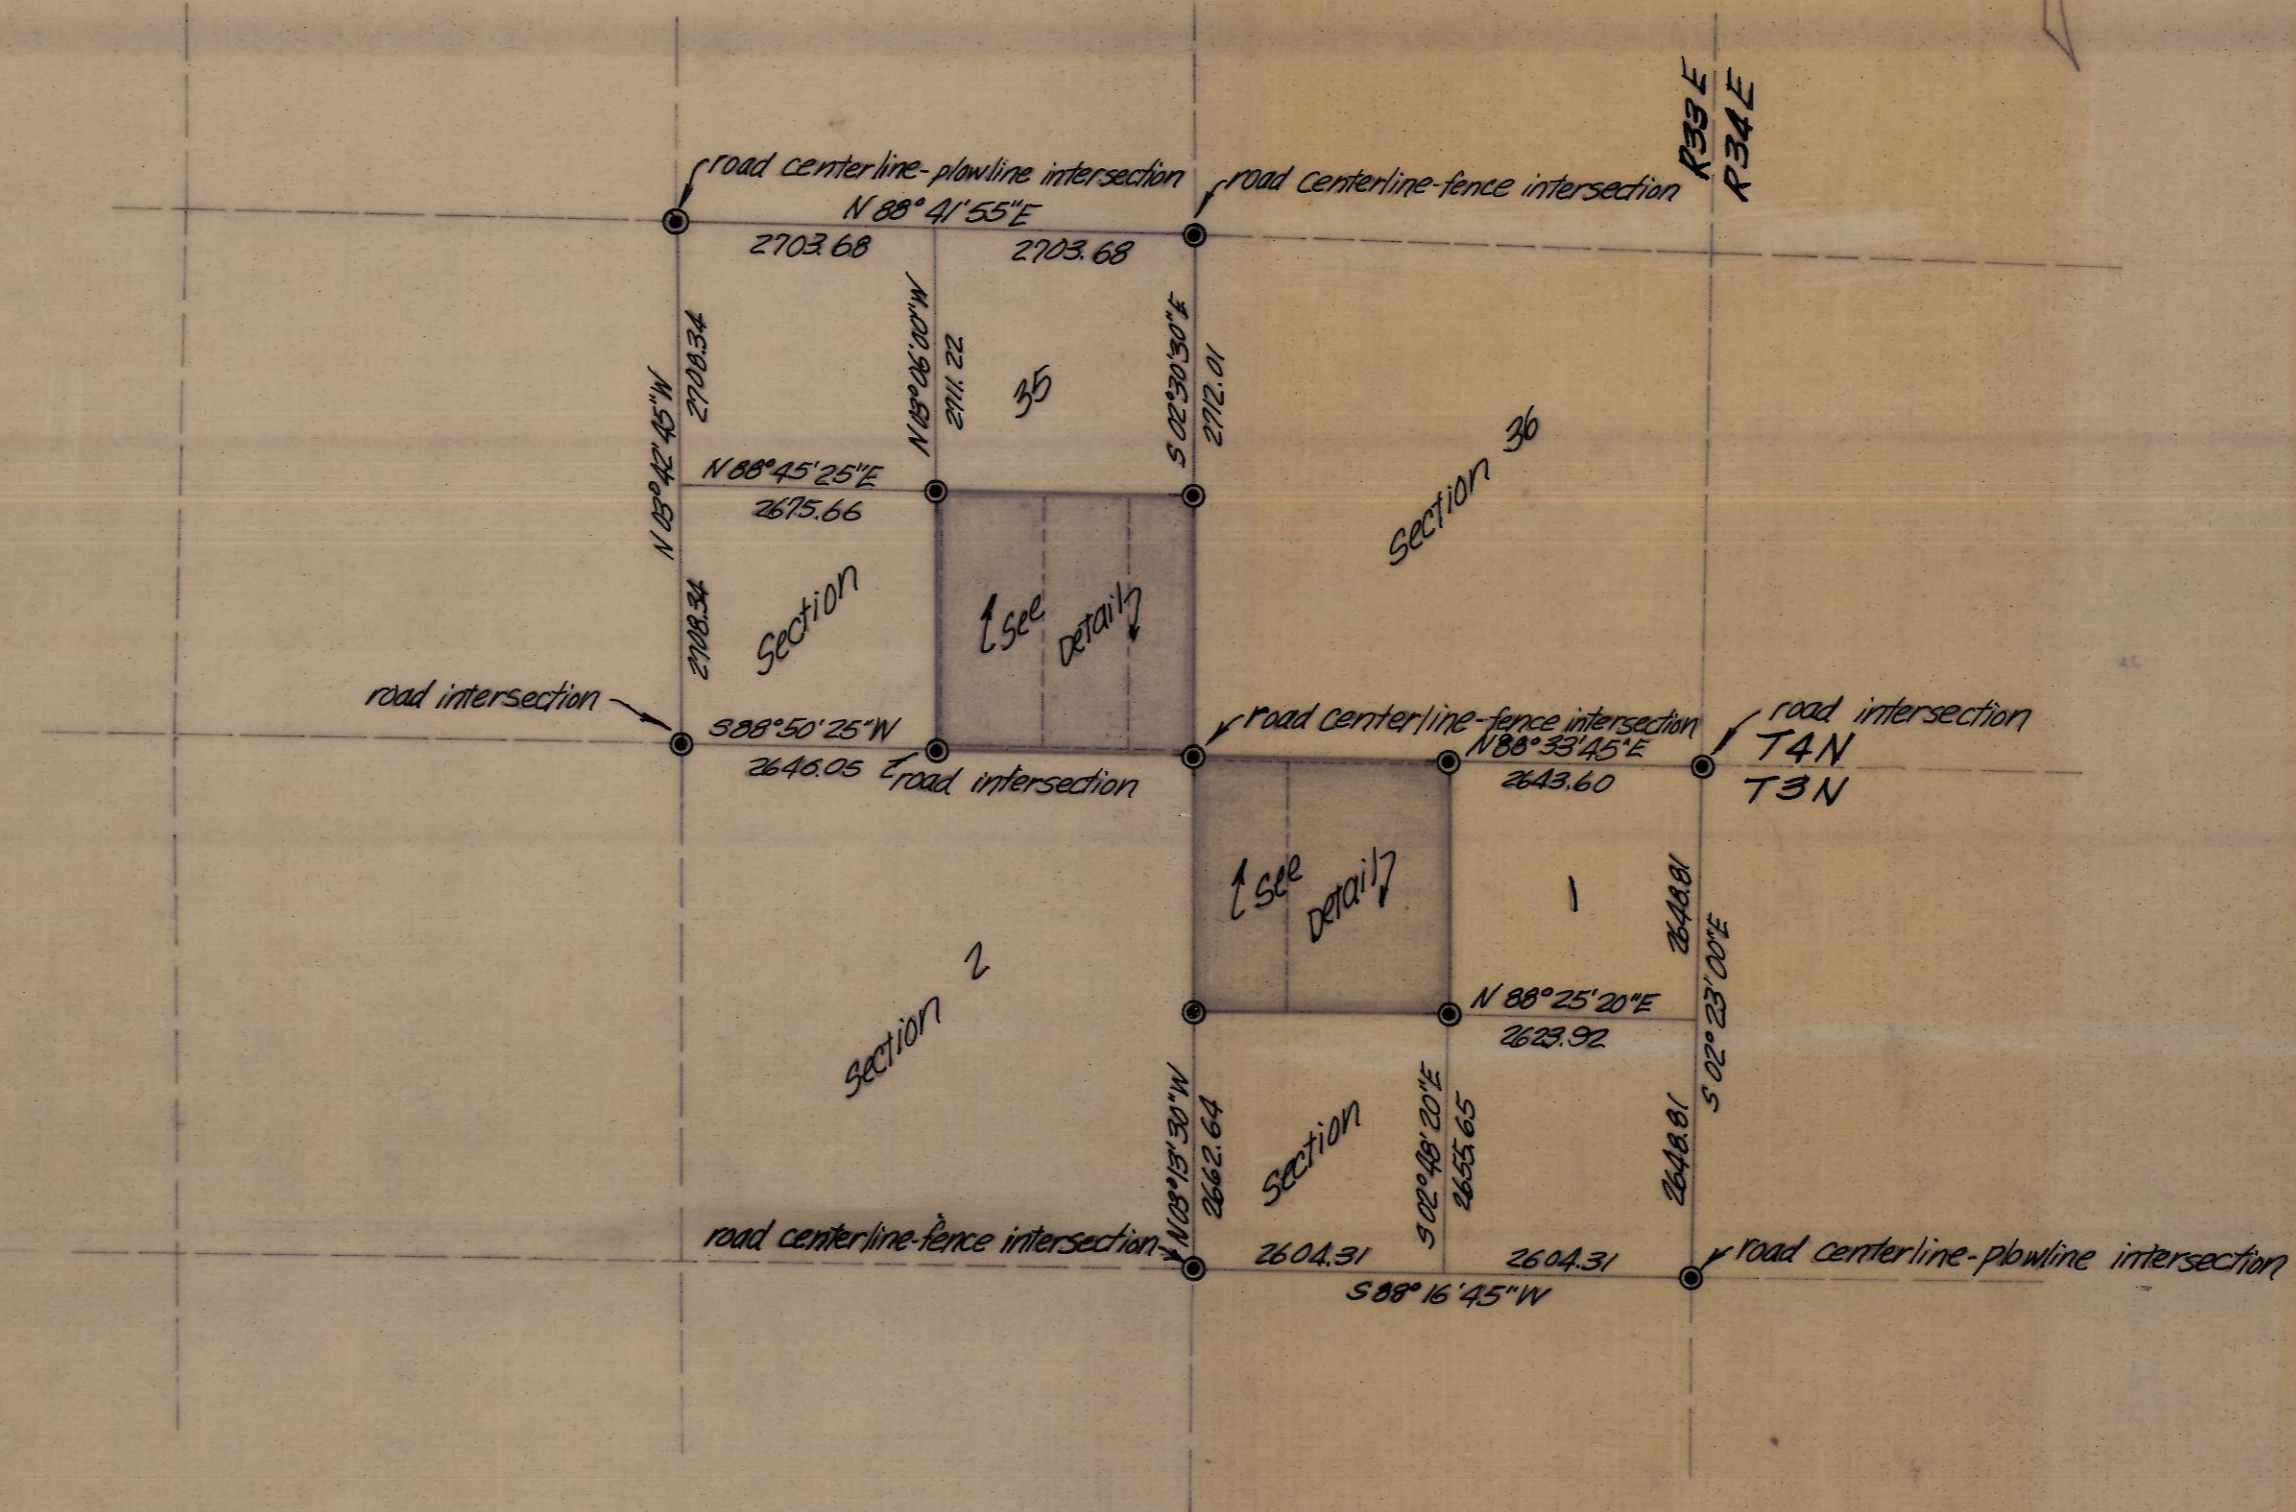 R33E
R34E
road centerline-plowline intersection
road centerline-fence intersection
N 88° 41' 55" E
2703.68
2703.68
N 03° 42' 45" W
2708.34
2708.34
N 03° 06' 00" W
2711.22
35
S 02° 30' 30" E
2712.01
Section 36
N 88° 45' 25" E
2675.66
Section
See
Detail
road intersection
S 88° 50' 25" W
2646.05
road intersection
road centerline-fence intersection
N 88° 33' 45" E
2643.60
road intersection
T4N
T3N
See
Detail
1
2648.81
S 02° 23' 00" E
2648.81
N 88° 25' 20" E
2623.92
Section 2
N 03° 13' 30" W
2662.64
Section
S 02° 48' 20" E
2655.65
road centerline-fence intersection
2604.31
2604.31
S 88° 16' 45" W
road centerline-plowline intersection